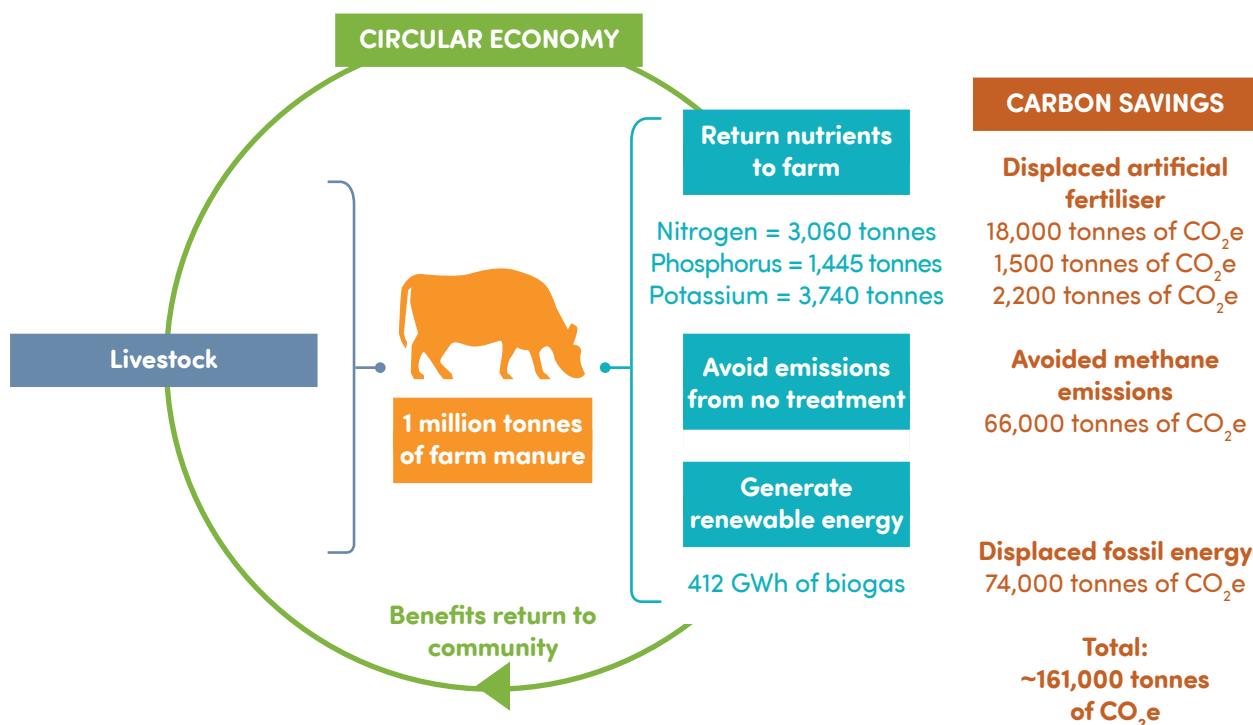 CIRCULAR ECONOMY
Livestock
1 million tonnes
of farm manure
Return nutrients
to farm
Nitrogen = 3,060 tonnes
Phosphorus = 1,445 tonnes
Potassium = 3,740 tonnes
Avoid emissions
from no treatment
Generate
renewable energy
412 GWh of biogas
Benefits return to
community
CARBON SAVINGS
Displaced artificial
fertiliser
18,000 tonnes of CO₂e
1,500 tonnes of CO₂e
2,200 tonnes of CO₂e
Avoided methane
emissions
66,000 tonnes of CO₂e
Displaced fossil energy
74,000 tonnes of CO₂e
Total:
~161,000 tonnes
of CO₂e